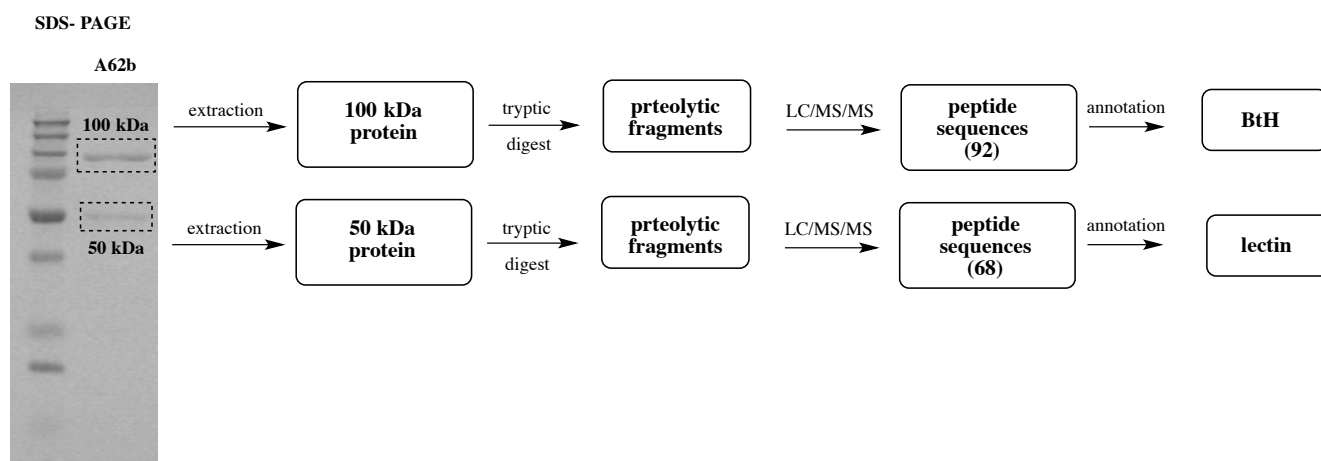 SDS- PAGE
A62b
100 kDa
50 kDa
extraction
100 kDa
protein
tryptic
digest
prteolytic
fragments
LC/MS/MS
peptide
sequences
(92)
annotation
BtH
extraction
50 kDa
protein
tryptic
digest
prteolytic
fragments
LC/MS/MS
peptide
sequences
(68)
annotation
lectin